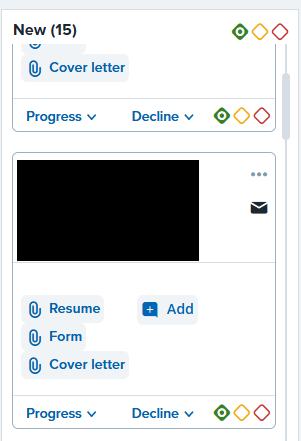 New (15)
Cover letter
Progress Decline
Resume Add
Form
Cover letter
Progress Decline